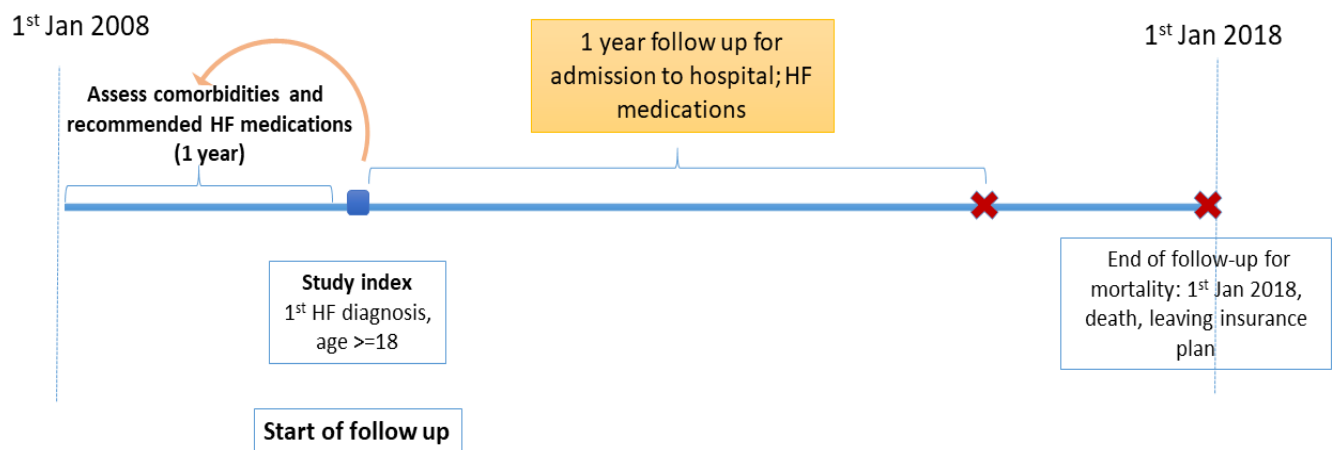 1st Jan 2008
Assess comorbidities and
recommended HF medications
(1 year)
1 year follow up for
admission to hospital; HF
medications
1st Jan 2018
Study index
1st HF diagnosis,
age >=18
Start of follow up
End of follow-up for
mortality: 1st Jan 2018,
death, leaving insurance
plan